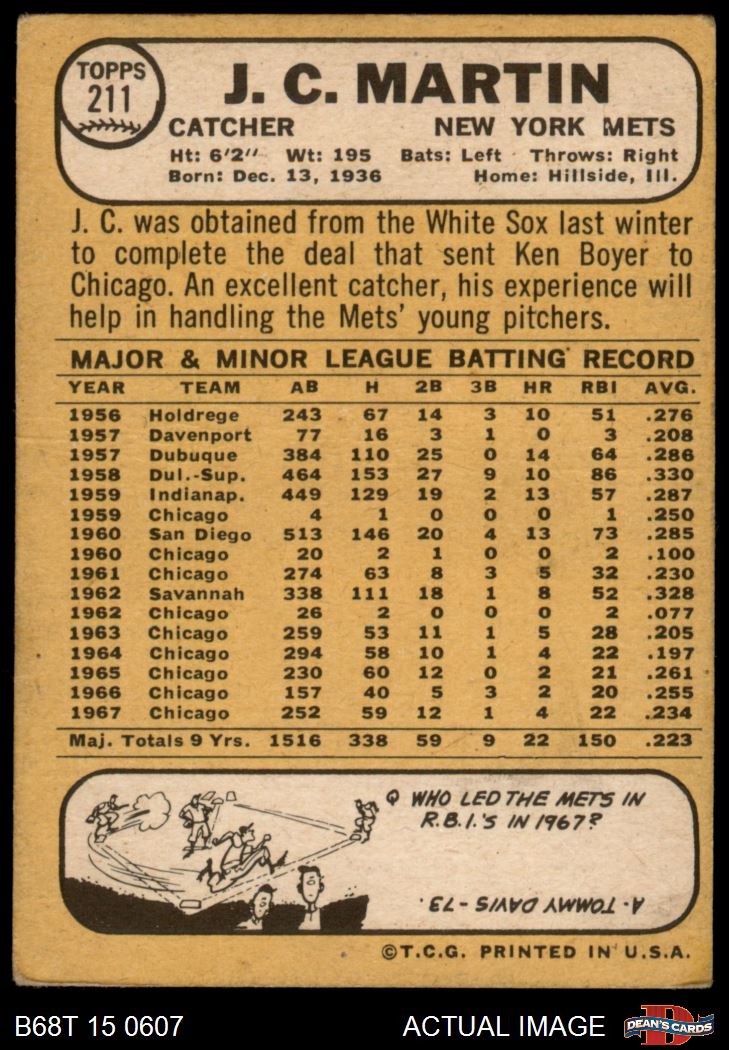 TOPPS
211
J. C. MARTIN
CATCHER NEW YORK METS
Ht: 6'2" Wt: 195 Bats: Left Throws: Right
Born: Dec. 13, 1936 Home: Hillside, Ill.
J. C. was obtained from the White Sox last winter
to complete the deal that sent Ken Boyer to
Chicago. An excellent catcher, his experience will
help in handling the Mets' young pitchers.
MAJOR & MINOR LEAGUE BATTING RECORD
YEAR TEAM AB H 2B 3B HR RBI AVG.
1956 Holdrege 243 67 14 3 10 51 .276
1957 Davenport 77 16 3 1 0 3 .208
1957 Dubuque 384 110 25 0 14 64 .286
1958 Dul.-Sup. 464 153 27 9 10 86 .330
1959 Indianap. 449 129 19 2 13 57 .287
1959 Chicago 4 1 0 0 0 1 .250
1960 San Diego 513 146 20 4 13 73 .285
1960 Chicago 20 2 1 0 0 2 .100
1961 Chicago 274 63 8 3 5 32 .230
1962 Savannah 338 111 18 1 8 52 .328
1962 Chicago 26 2 0 0 0 2 .077
1963 Chicago 259 53 11 1 5 28 .205
1964 Chicago 294 58 10 1 4 22 .197
1965 Chicago 230 60 12 0 2 21 .261
1966 Chicago 157 40 5 3 2 20 .255
1967 Chicago 252 59 12 1 4 22 .234
Maj. Totals 9 Yrs. 1516 338 59 9 22 150 .223
Q WHO LED THE METS IN
R.B.I.'S IN 1967?
A-TOMMY DAVIS-73.
©T.C.G. PRINTED IN U.S.A.
B68T 15 0607 ACTUAL IMAGE
D
DEAN'S CARDS